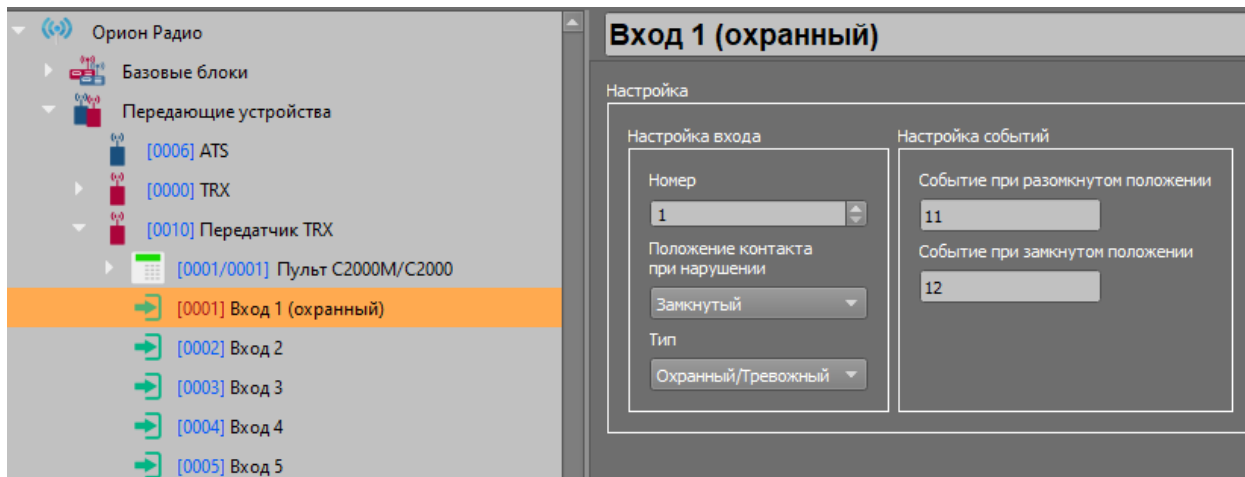 Орион Радио
Базовые блоки
Передающие устройства
[0006] ATS
[0000] TRX
[0010] Передатчик TRX
[0001/0001] Пульт С2000М/С2000
[0001] Вход 1 (охранный)
[0002] Вход 2
[0003] Вход 3
[0004] Вход 4
[0005] Вход 5
Вход 1 (охранный)
Настройка
Настройка входа
Номер
1
Положение контакта
при нарушении
Замкнутый
Тип
Охранный/Тревожный
Настройка событий
Событие при разомкнутом положении
11
Событие при замкнутом положении
12